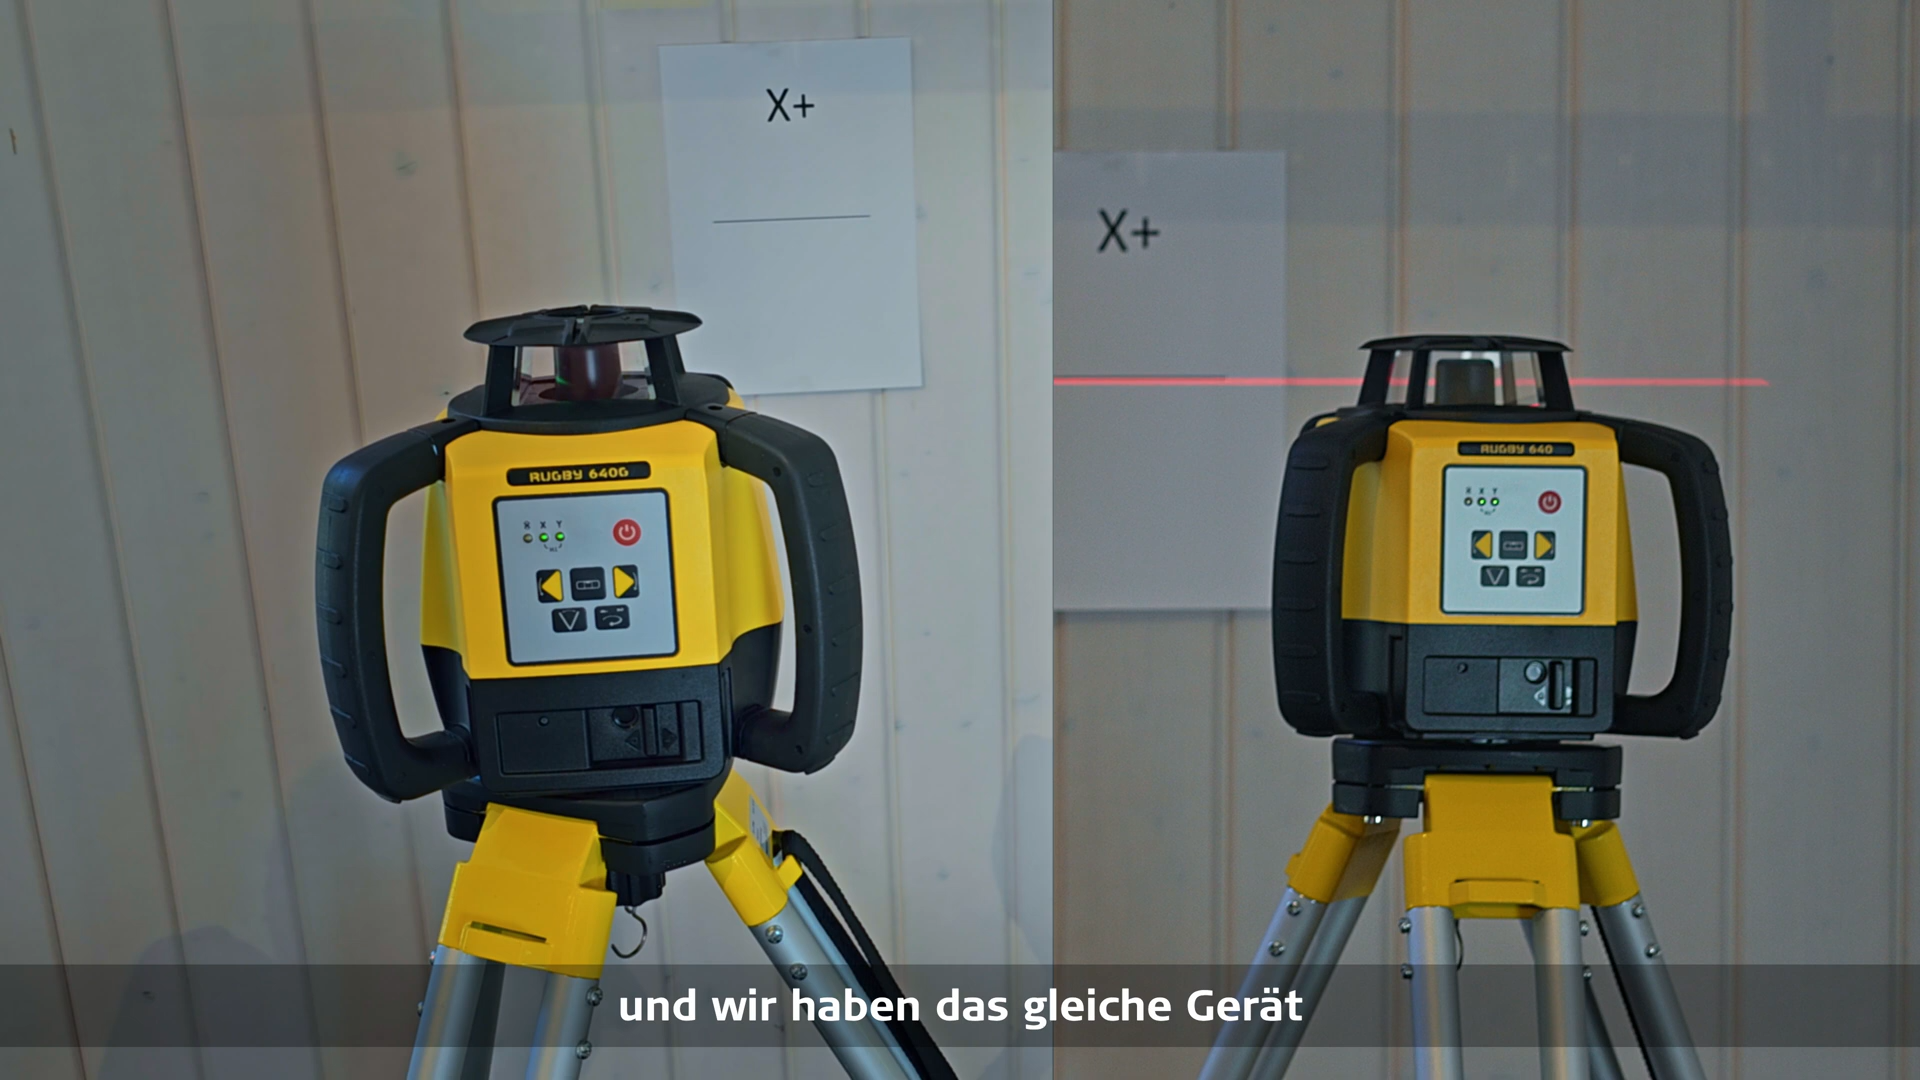 X+
RUGBY 640G
X Y
X+
RUGBY 640
X Y
und wir haben das gleiche Gerät